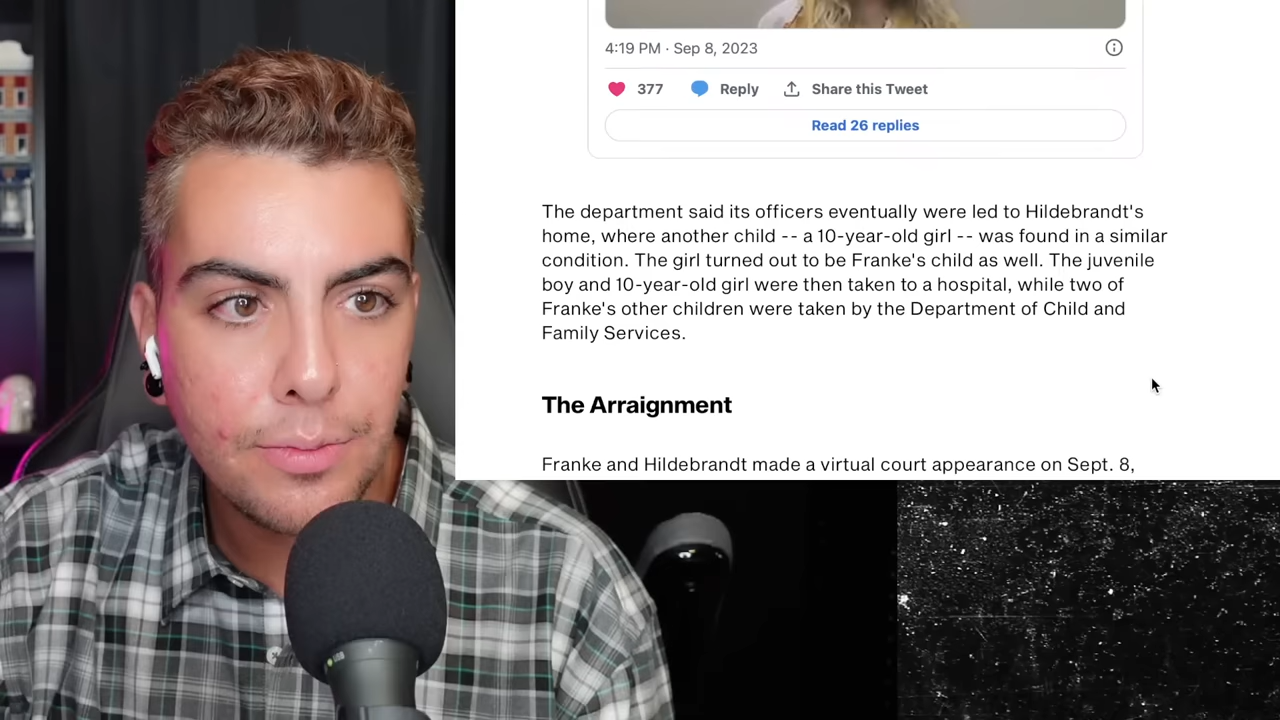 4:19 PM · Sep 8, 2023
377 Reply Share this Tweet
Read 26 replies
The department said its officers eventually were led to Hildebrandt's
home, where another child -- a 10-year-old girl -- was found in a similar
condition. The girl turned out to be Franke's child as well. The juvenile
boy and 10-year-old girl were then taken to a hospital, while two of
Franke's other children were taken by the Department of Child and
Family Services.
The Arraignment
Franke and Hildebrandt made a virtual court appearance on Sept. 8,